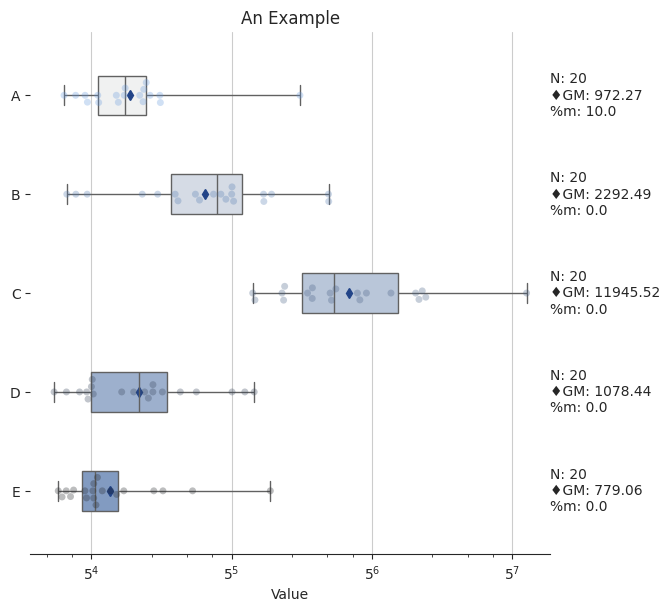 An Example
A
N: 20
♦GM: 972.27
%m: 10.0
B
N: 20
♦GM: 2292.49
%m: 0.0
C
N: 20
♦GM: 11945.52
%m: 0.0
D
N: 20
♦GM: 1078.44
%m: 0.0
E
N: 20
♦GM: 779.06
%m: 0.0
5⁴ 5⁵ 5⁶ 5⁷
Value